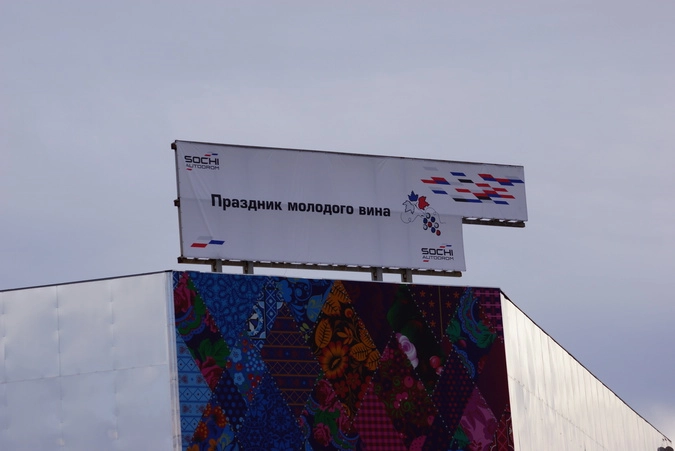 SOCHI
AUTODROM
Праздник молодого вина
SOCHI
AUTODROM